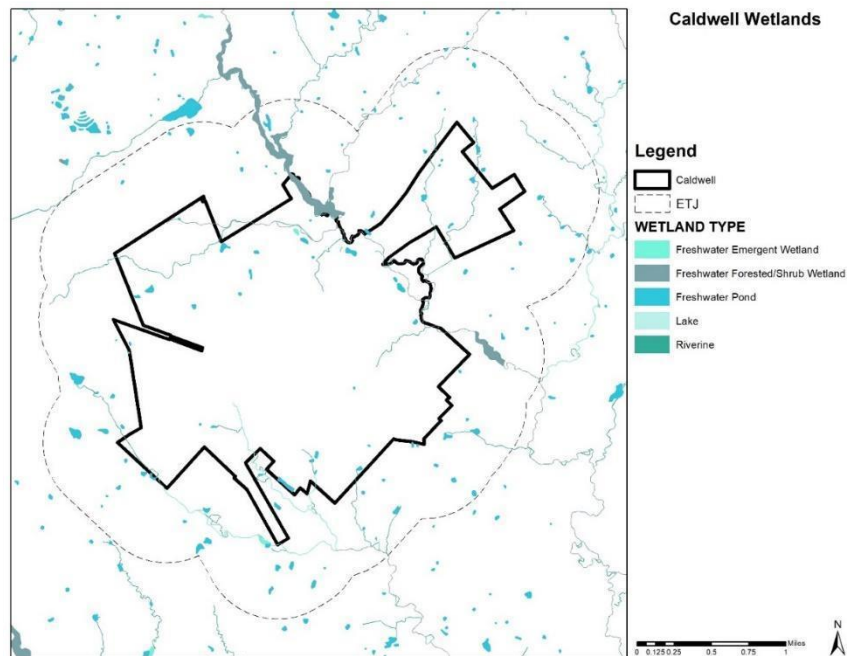 Caldwell Wetlands
Legend
Caldwell
ETJ
WETLAND TYPE
Freshwater Emergent Wetland
Freshwater Forested/Shrub Wetland
Freshwater Pond
Lake
Riverine
N
Miles
0 0.125 0.25 0.5 0.75 1